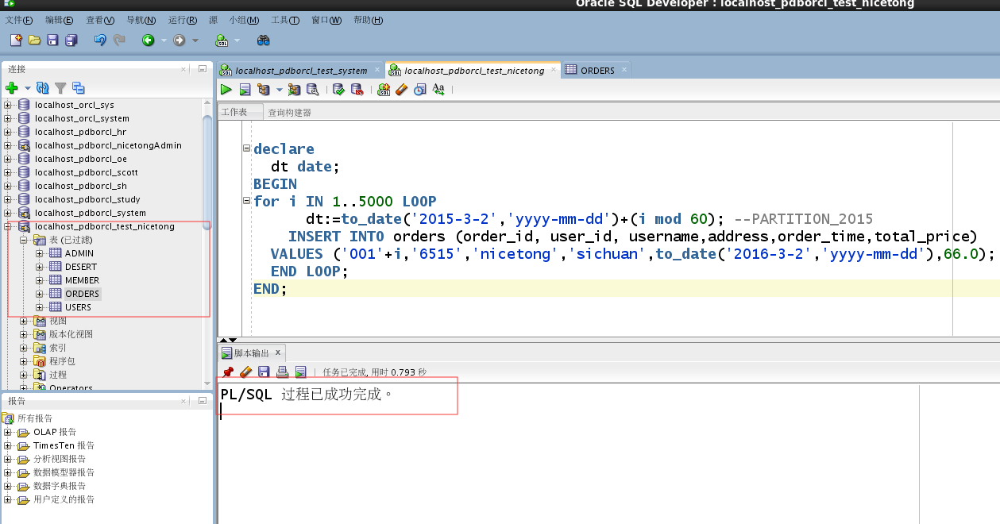 Oracle SQL Developer : localhost_pdborcl_test_nicetong
文件(F) 编辑(E) 查看(V) 导航(N) 运行(R) 源 小组(M) 工具(T) 窗口(W) 帮助(H)
连接
localhost_orcl_sys
localhost_orcl_system
localhost_pdborcl_hr
localhost_pdborcl_nicetongAdmin
localhost_pdborcl_oe
localhost_pdborcl_scott
localhost_pdborcl_sh
localhost_pdborcl_study
localhost_pdborcl_system
localhost_pdborcl_test_nicetong
表 (已过滤)
ADMIN
DESERT
MEMBER
ORDERS
USERS
视图
版本化视图
索引
程序包
过程
Operators
报告
所有报告
OLAP 报告
TimesTen 报告
分析视图报告
数据模型器报告
数据字典报告
用户定义的报告
localhost_pdborcl_test_system localhost_pdborcl_test_nicetong ORDERS
工作表 查询构建器
declare
dt date;
BEGIN
for i IN 1..5000 LOOP
dt:=to_date('2015-3-2','yyyy-mm-dd')+(i mod 60); --PARTITION_2015
INSERT INTO orders (order_id, user_id, username,address,order_time,total_price)
VALUES ('001'+i,'6515','nicetong','sichuan',to_date('2016-3-2','yyyy-mm-dd'),66.0);
END LOOP;
END;
脚本输出 x
任务已完成, 用时 0.793 秒
PL/SQL 过程已成功完成。